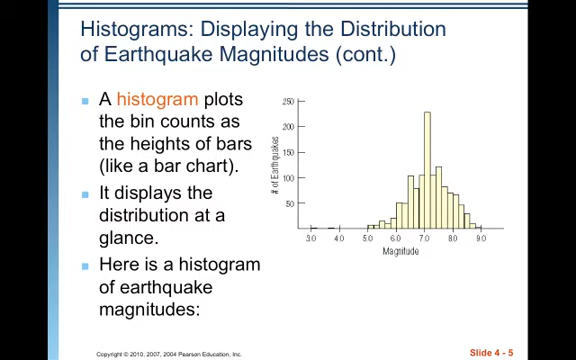 Histograms: Displaying the Distribution
of Earthquake Magnitudes (cont.)
A histogram plots
the bin counts as
the heights of bars
(like a bar chart).
It displays the
distribution at a
glance.
Here is a histogram
of earthquake
magnitudes:
# of Earthquakes
250
200
150
100
50
3.0 4.0 5.0 6.0 7.0 8.0 9.0
Magnitude
Copyright © 2010, 2007, 2004 Pearson Education, Inc.
Slide 4 - 5